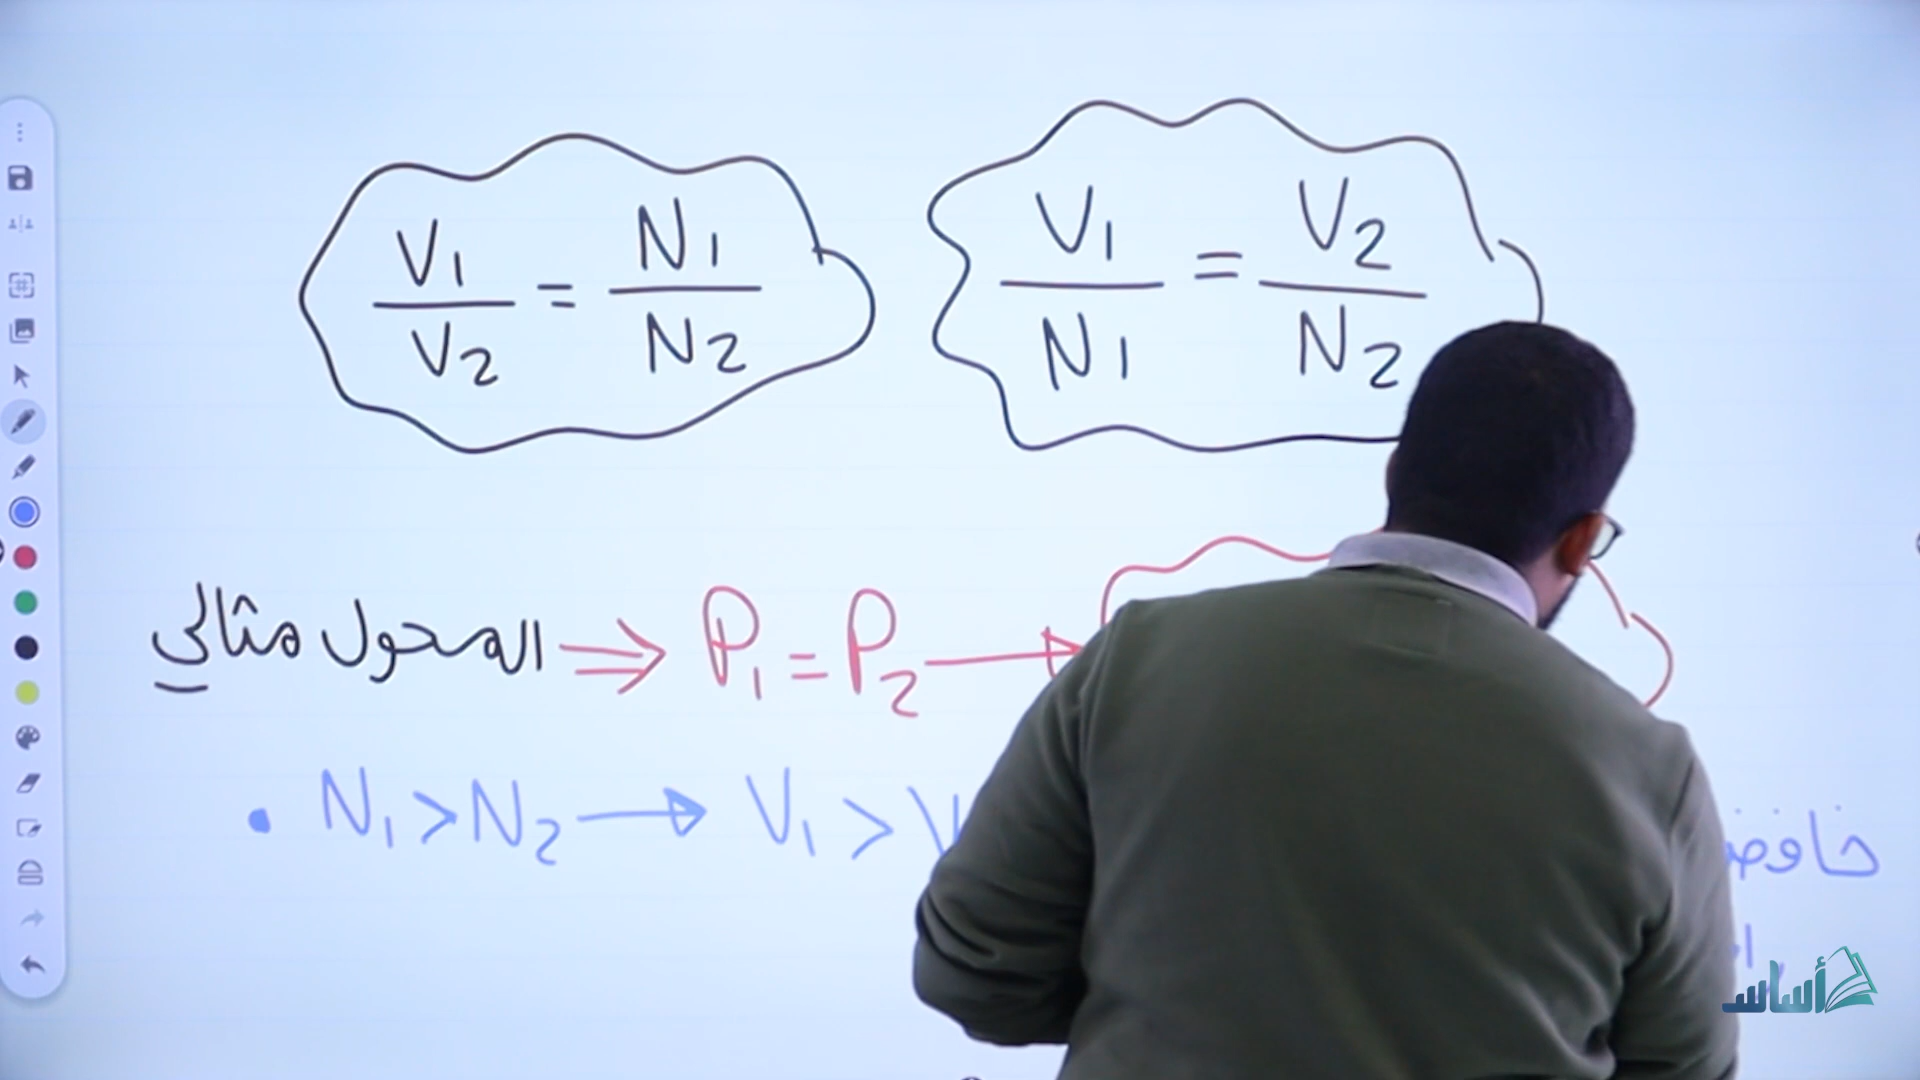 V1/V2 = N1/N2
V1/N1 = V2/N2
المحول مثالي ⇒ P1 = P2 →
• N1 > N2 → V1 > V
أساس